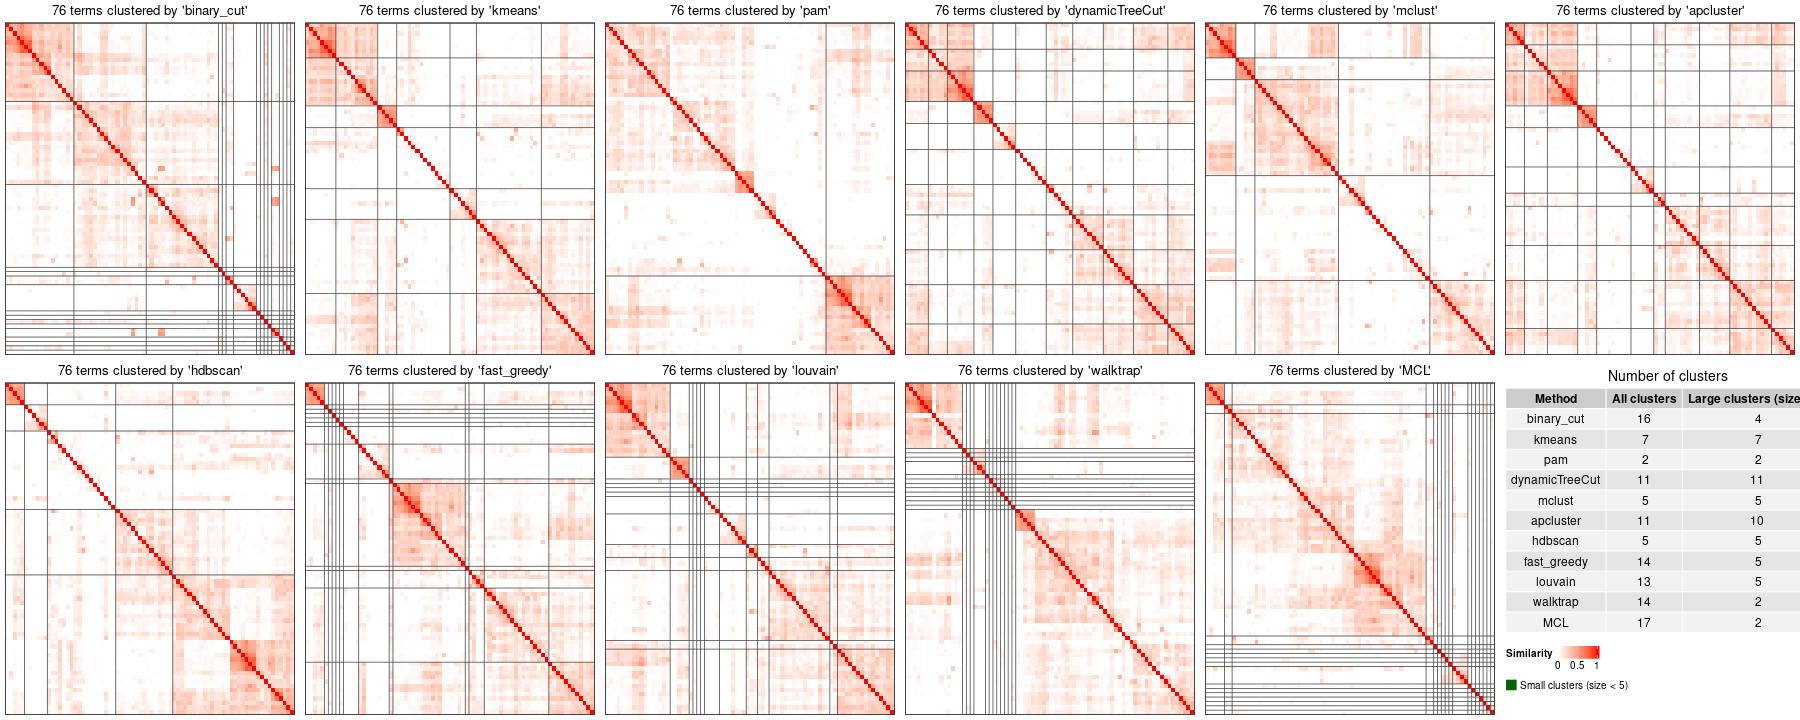 76 terms clustered by 'binary_cut'
76 terms clustered by 'kmeans'
76 terms clustered by 'pam'
76 terms clustered by 'dynamicTreeCut'
76 terms clustered by 'mclust'
76 terms clustered by 'apcluster'
76 terms clustered by 'hdbscan'
76 terms clustered by 'fast_greedy'
76 terms clustered by 'louvain'
76 terms clustered by 'walktrap'
76 terms clustered by 'MCL'
Number of clusters
Method All clusters Large clusters (size
binary_cut 16 4
kmeans 7 7
pam 2 2
dynamicTreeCut 11 11
mclust 5 5
apcluster 11 10
hdbscan 5 5
fast_greedy 14 5
louvain 13 5
walktrap 14 2
MCL 17 2
Similarity
0 0.5 1
Small clusters (size < 5)